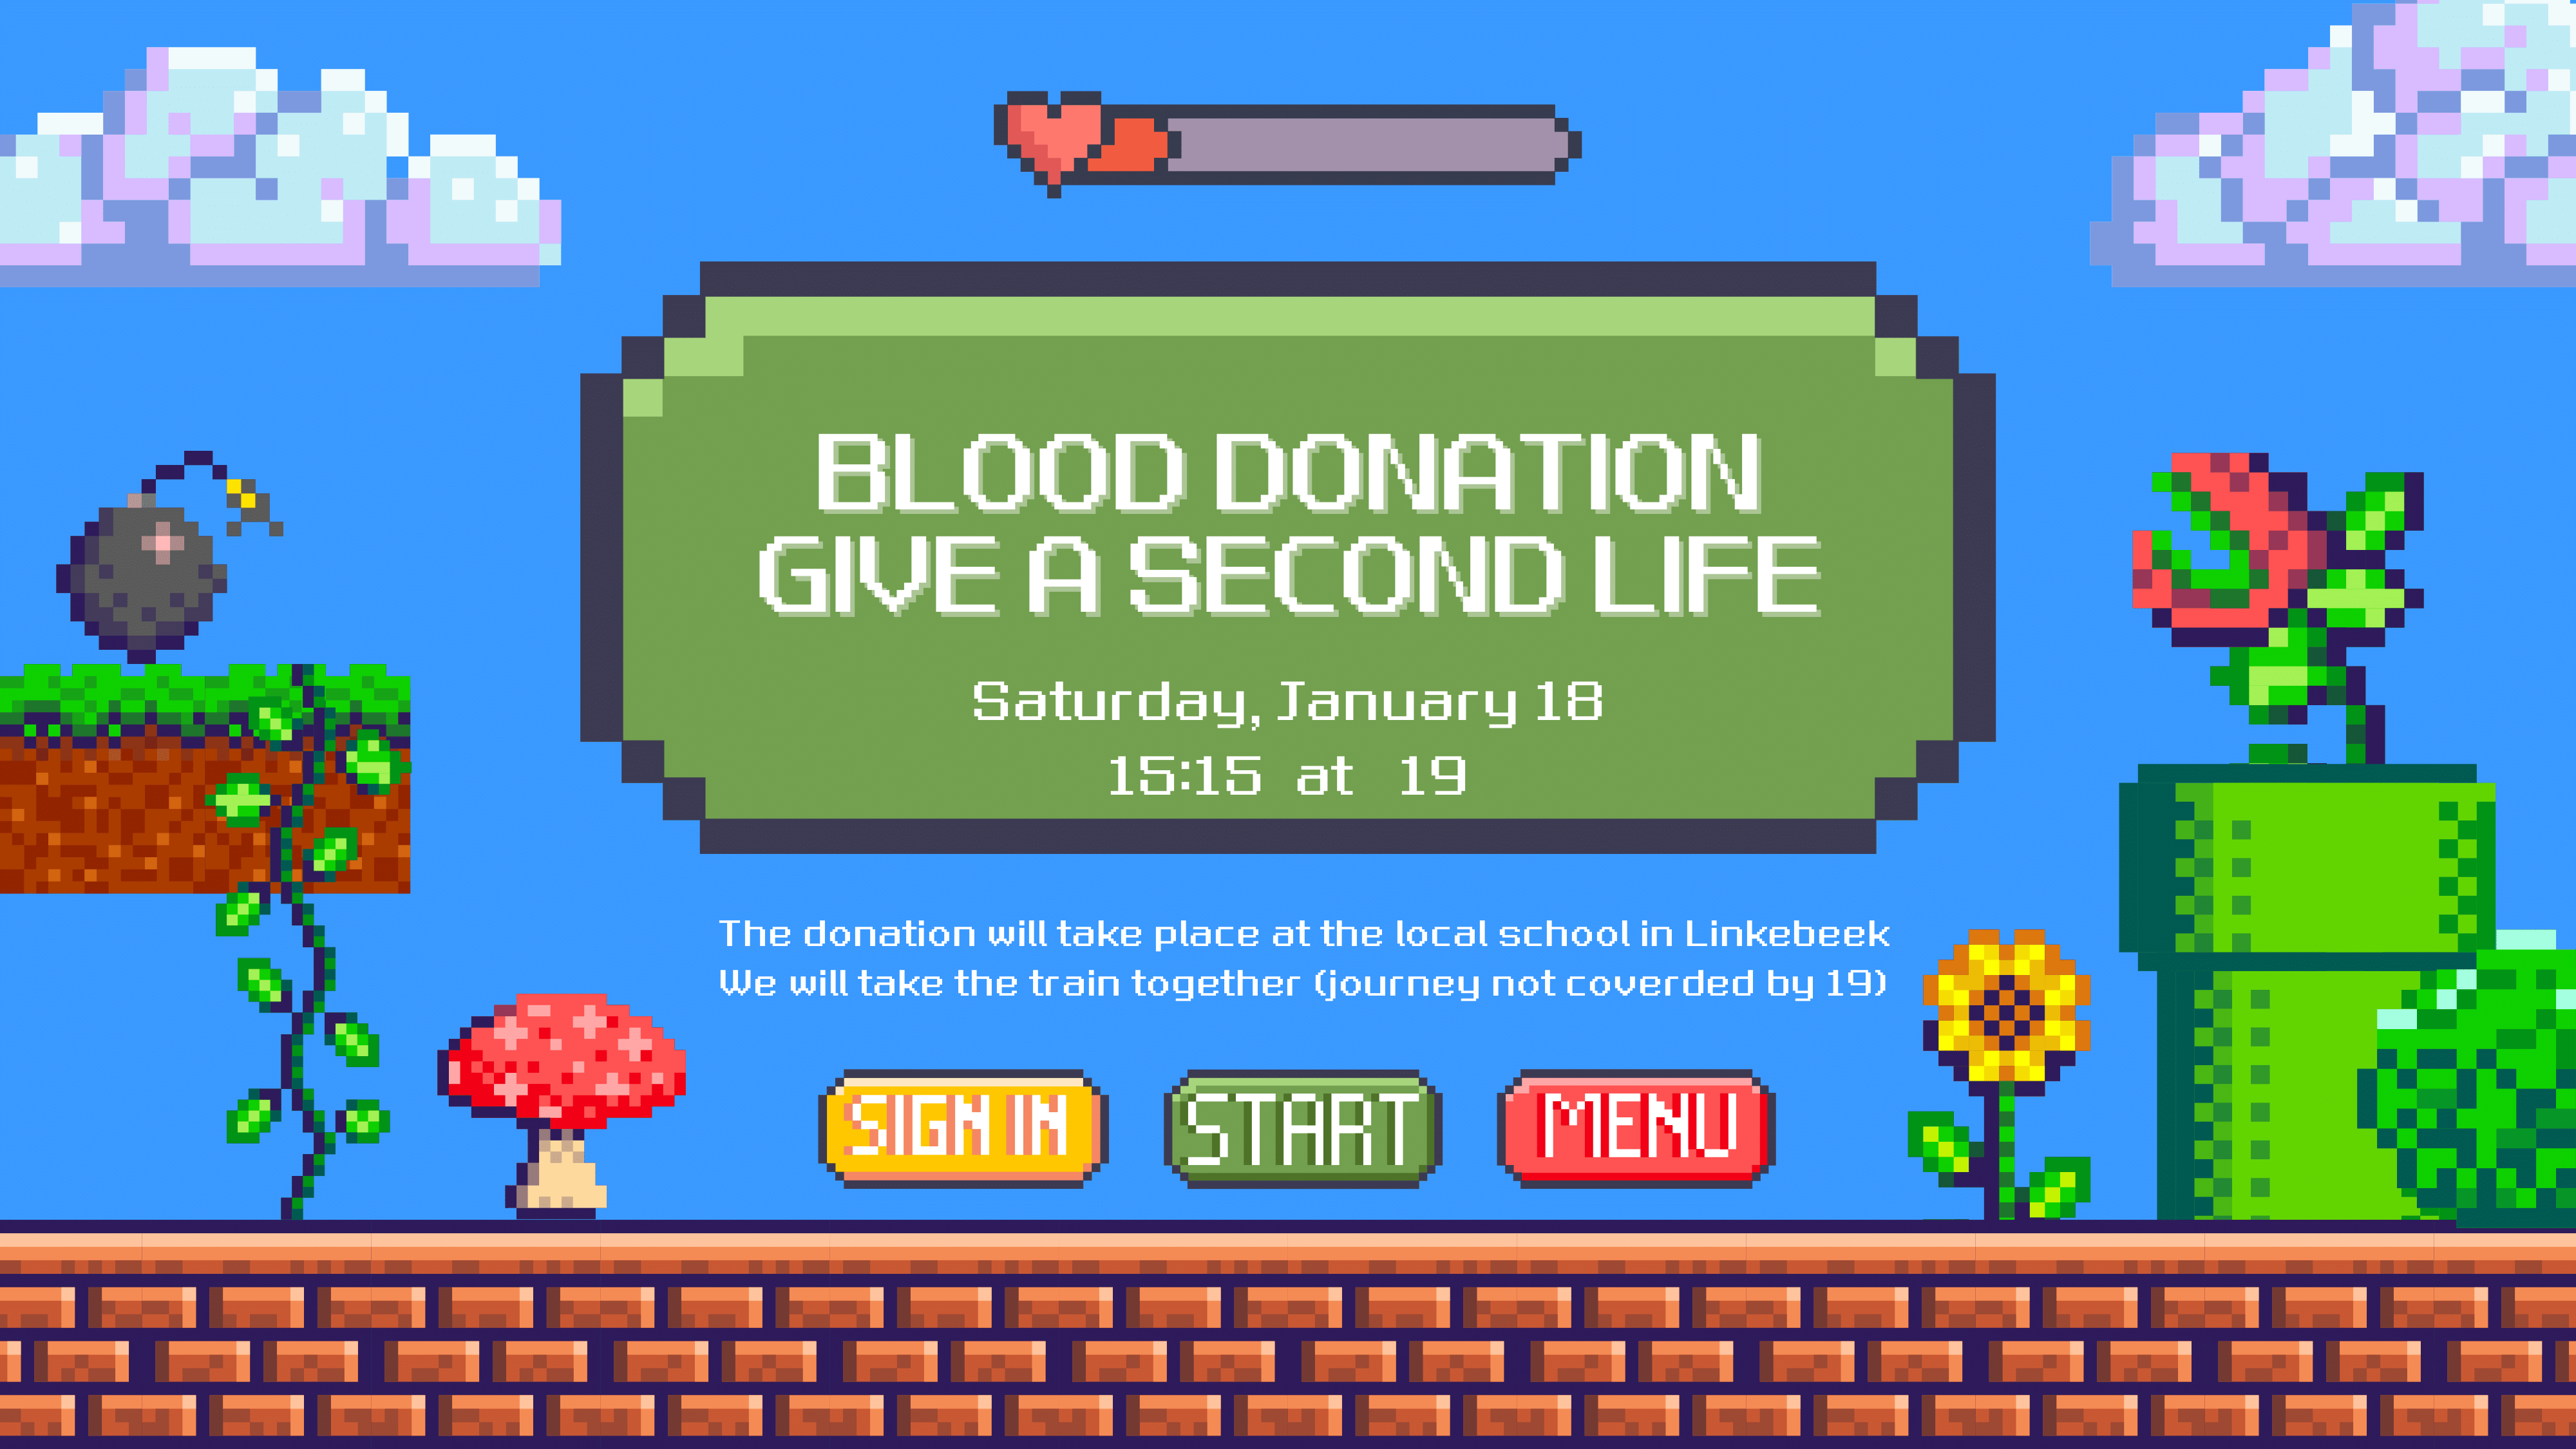 BLOOD DONATION
GIVE A SECOND LIFE
Saturday, January 18
15:15 at 19
The donation will take place at the local school in Linkebeek
We will take the train together (journey not coverded by 19)
SIGN IN
START
MENU